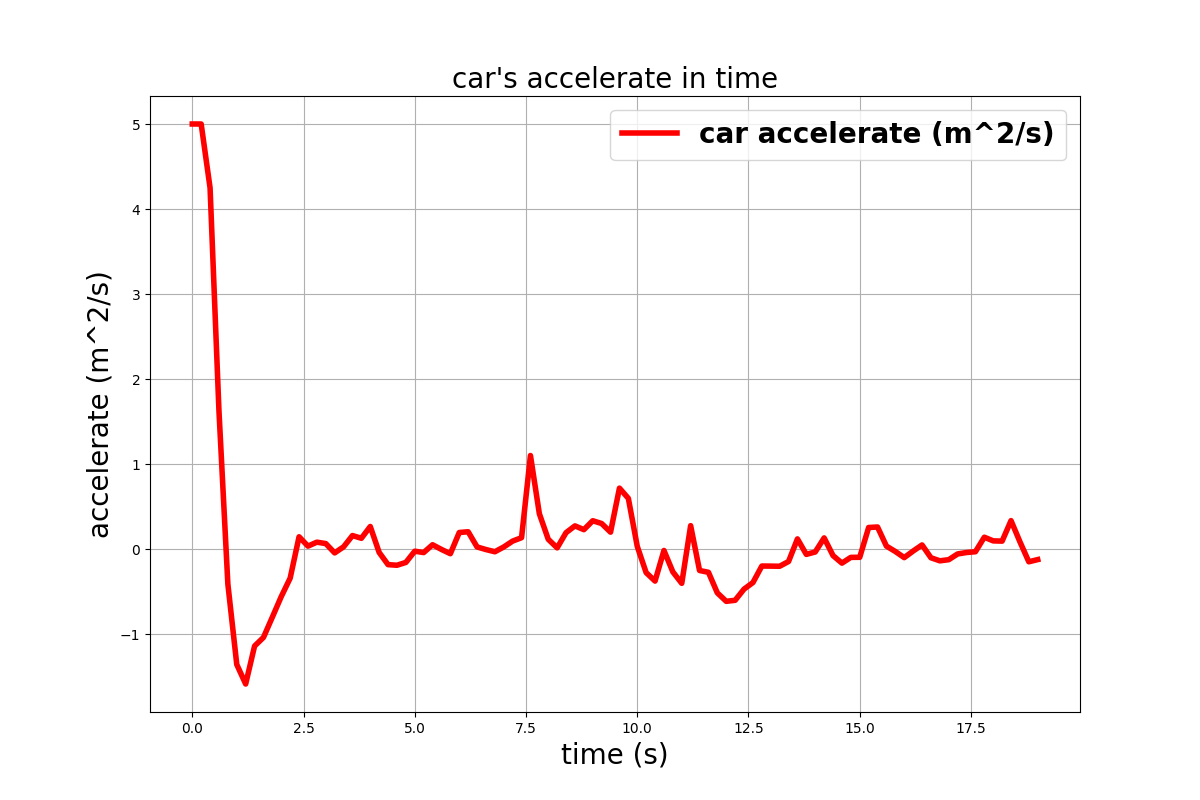 car's accelerate in time
car accelerate (m^2/s)
accelerate (m^2/s)
5
4
3
2
1
0
−1
0.0 2.5 5.0 7.5 10.0 12.5 15.0 17.5
time (s)